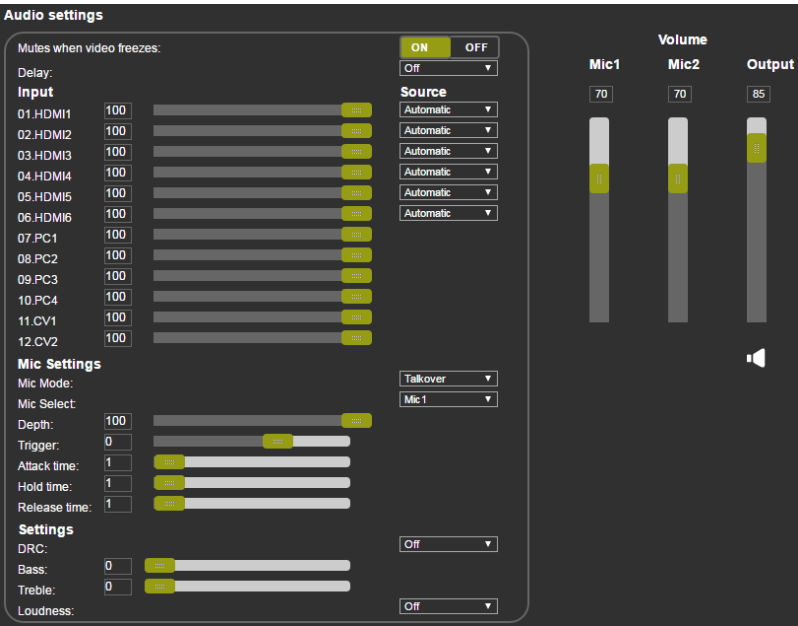 Audio settings
Mutes when video freezes: ON OFF
Delay: Off
Input Source
01.HDMI1 100 Automatic
02.HDMI2 100 Automatic
03.HDMI3 100 Automatic
04.HDMI4 100 Automatic
05.HDMI5 100 Automatic
06.HDMI6 100 Automatic
07.PC1 100
08.PC2 100
09.PC3 100
10.PC4 100
11.CV1 100
12.CV2 100
Mic Settings
Mic Mode: Talkover
Mic Select: Mic1
Depth: 100
Trigger: 0
Attack time: 1
Hold time: 1
Release time: 1
Settings
DRC: Off
Bass: 0
Treble: 0
Loudness: Off
Volume
Mic1 Mic2 Output
70 70 85